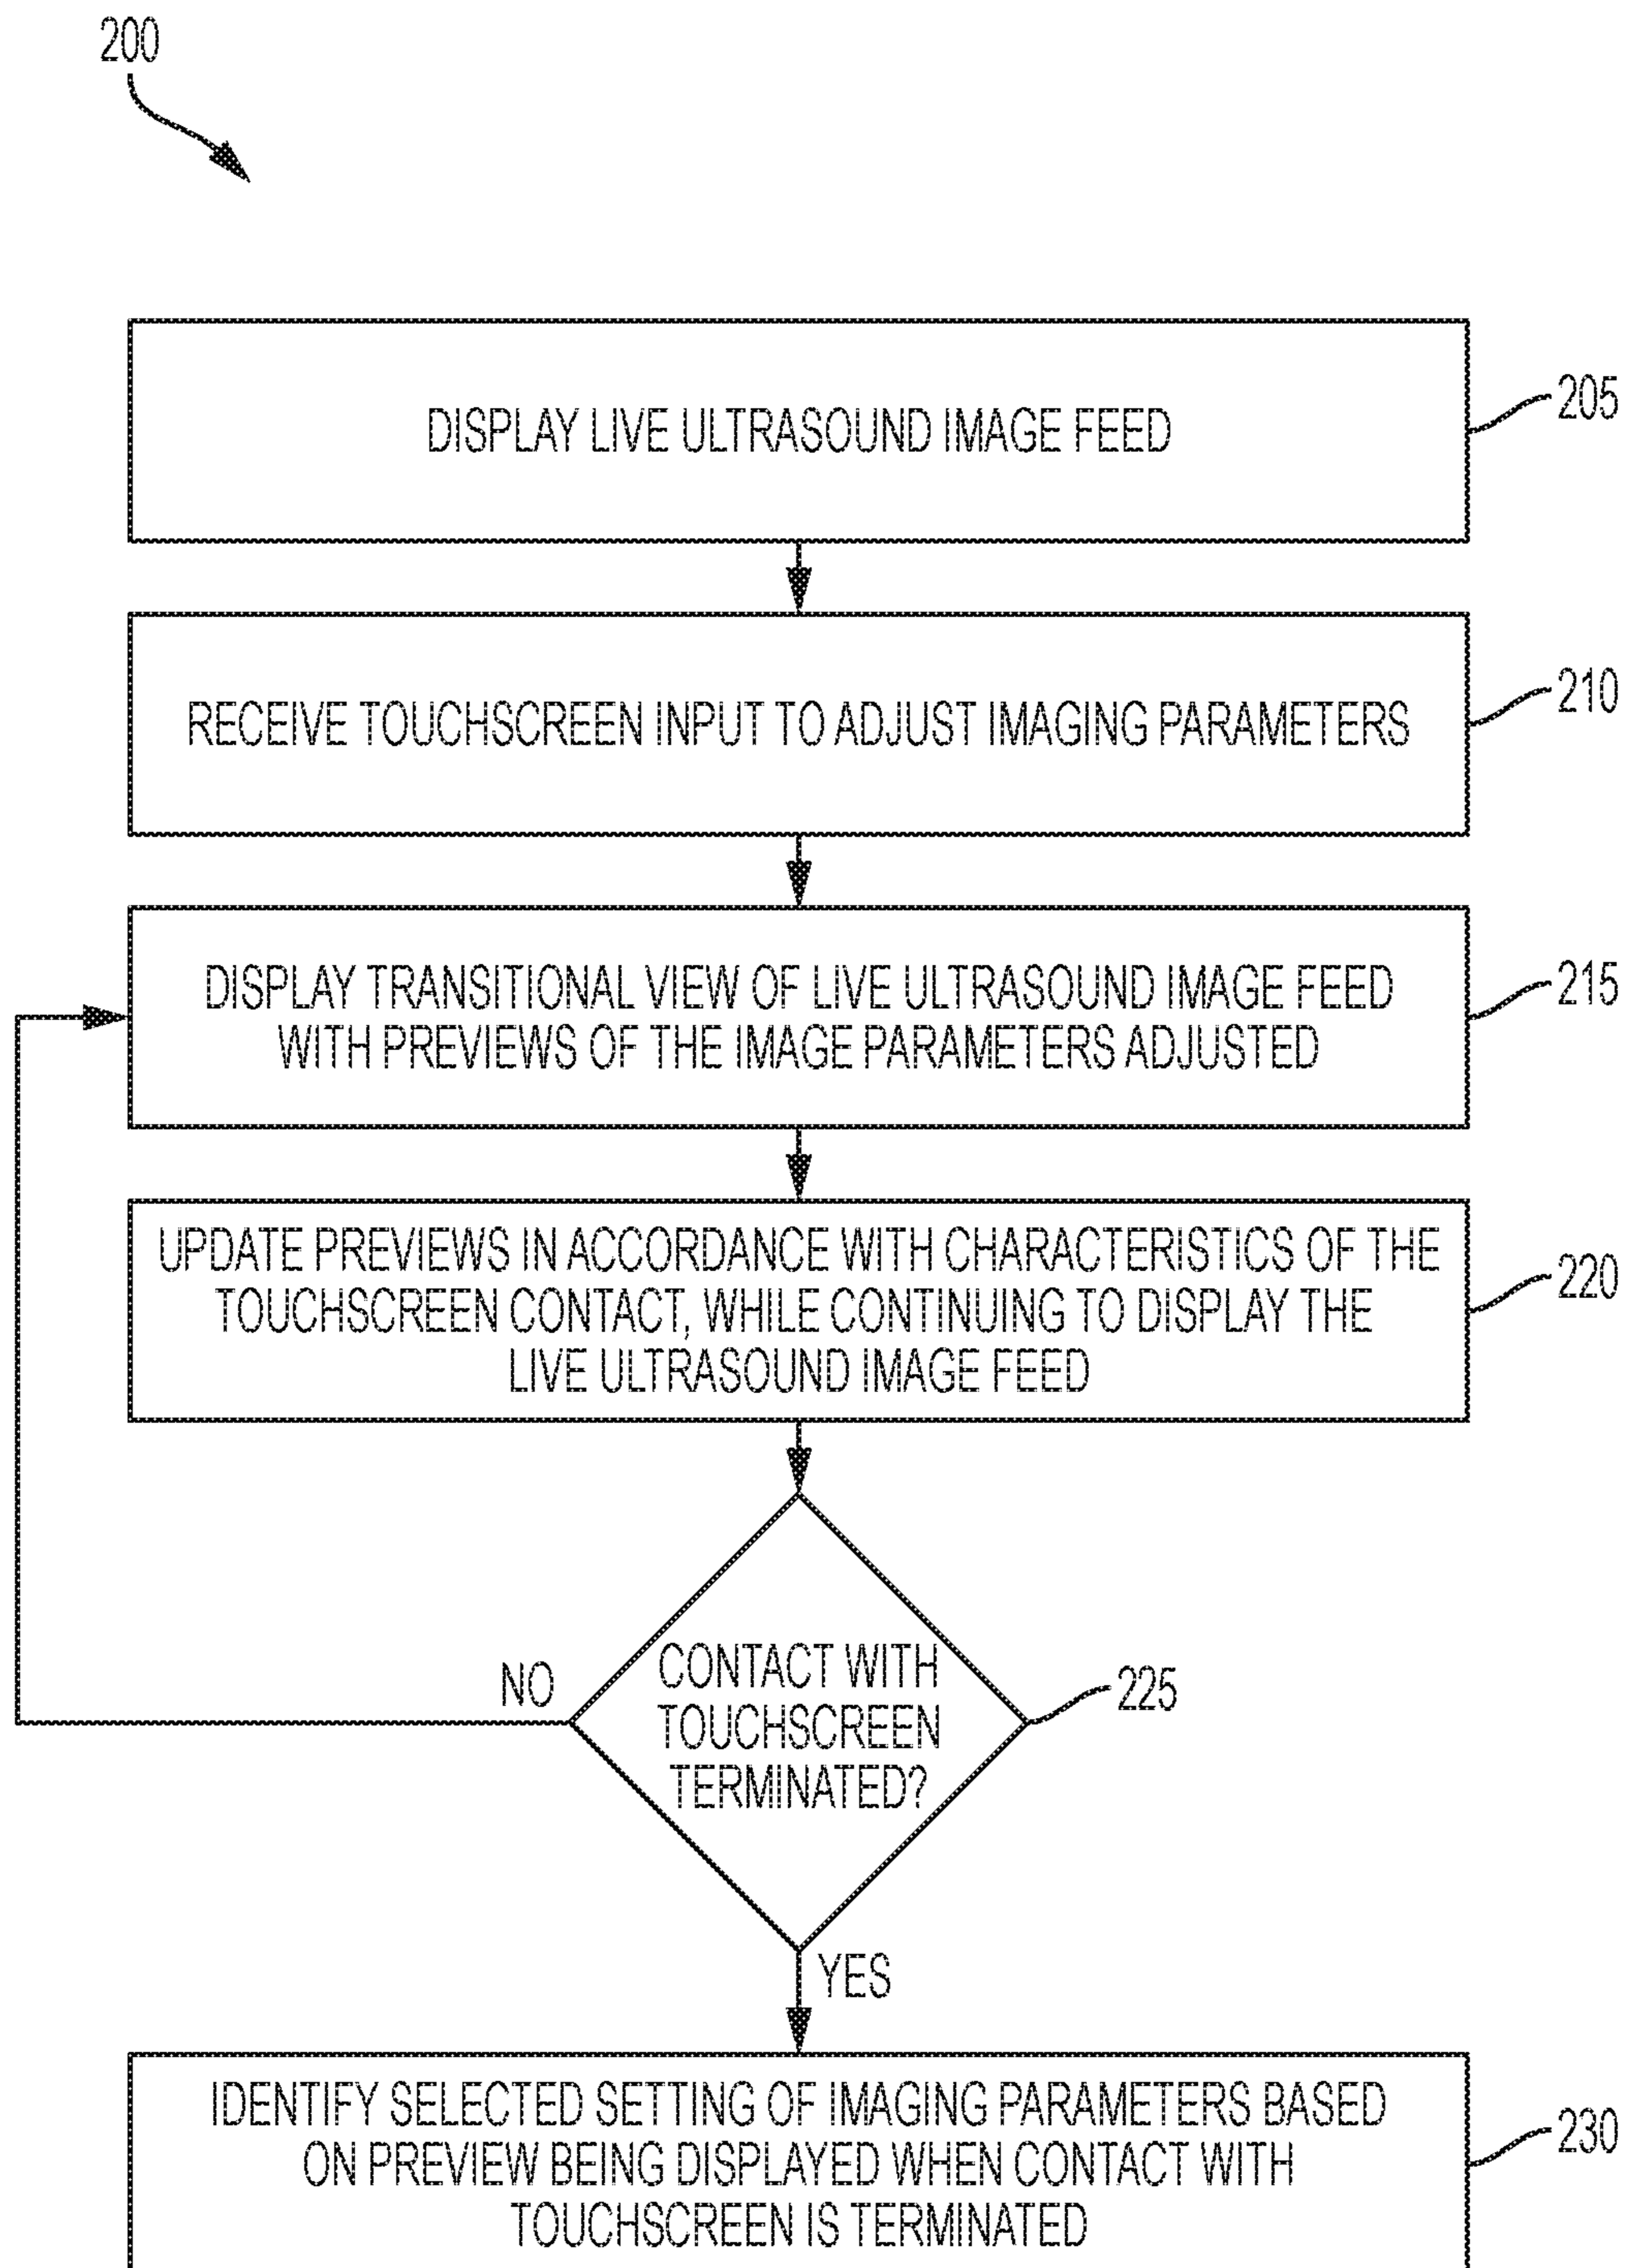 200
DISPLAY LIVE ULTRASOUND IMAGE FEED
205
RECEIVE TOUCHSCREEN INPUT TO ADJUST IMAGING PARAMETERS
210
DISPLAY TRANSITIONAL VIEW OF LIVE ULTRASOUND IMAGE FEED
WITH PREVIEWS OF THE IMAGE PARAMETERS ADJUSTED
215
UPDATE PREVIEWS IN ACCORDANCE WITH CHARACTERISTICS OF THE
TOUCHSCREEN CONTACT, WHILE CONTINUING TO DISPLAY THE
LIVE ULTRASOUND IMAGE FEED
220
NO
CONTACT WITH
TOUCHSCREEN
TERMINATED?
225
YES
IDENTIFY SELECTED SETTING OF IMAGING PARAMETERS BASED
ON PREVIEW BEING DISPLAYED WHEN CONTACT WITH
TOUCHSCREEN IS TERMINATED
230